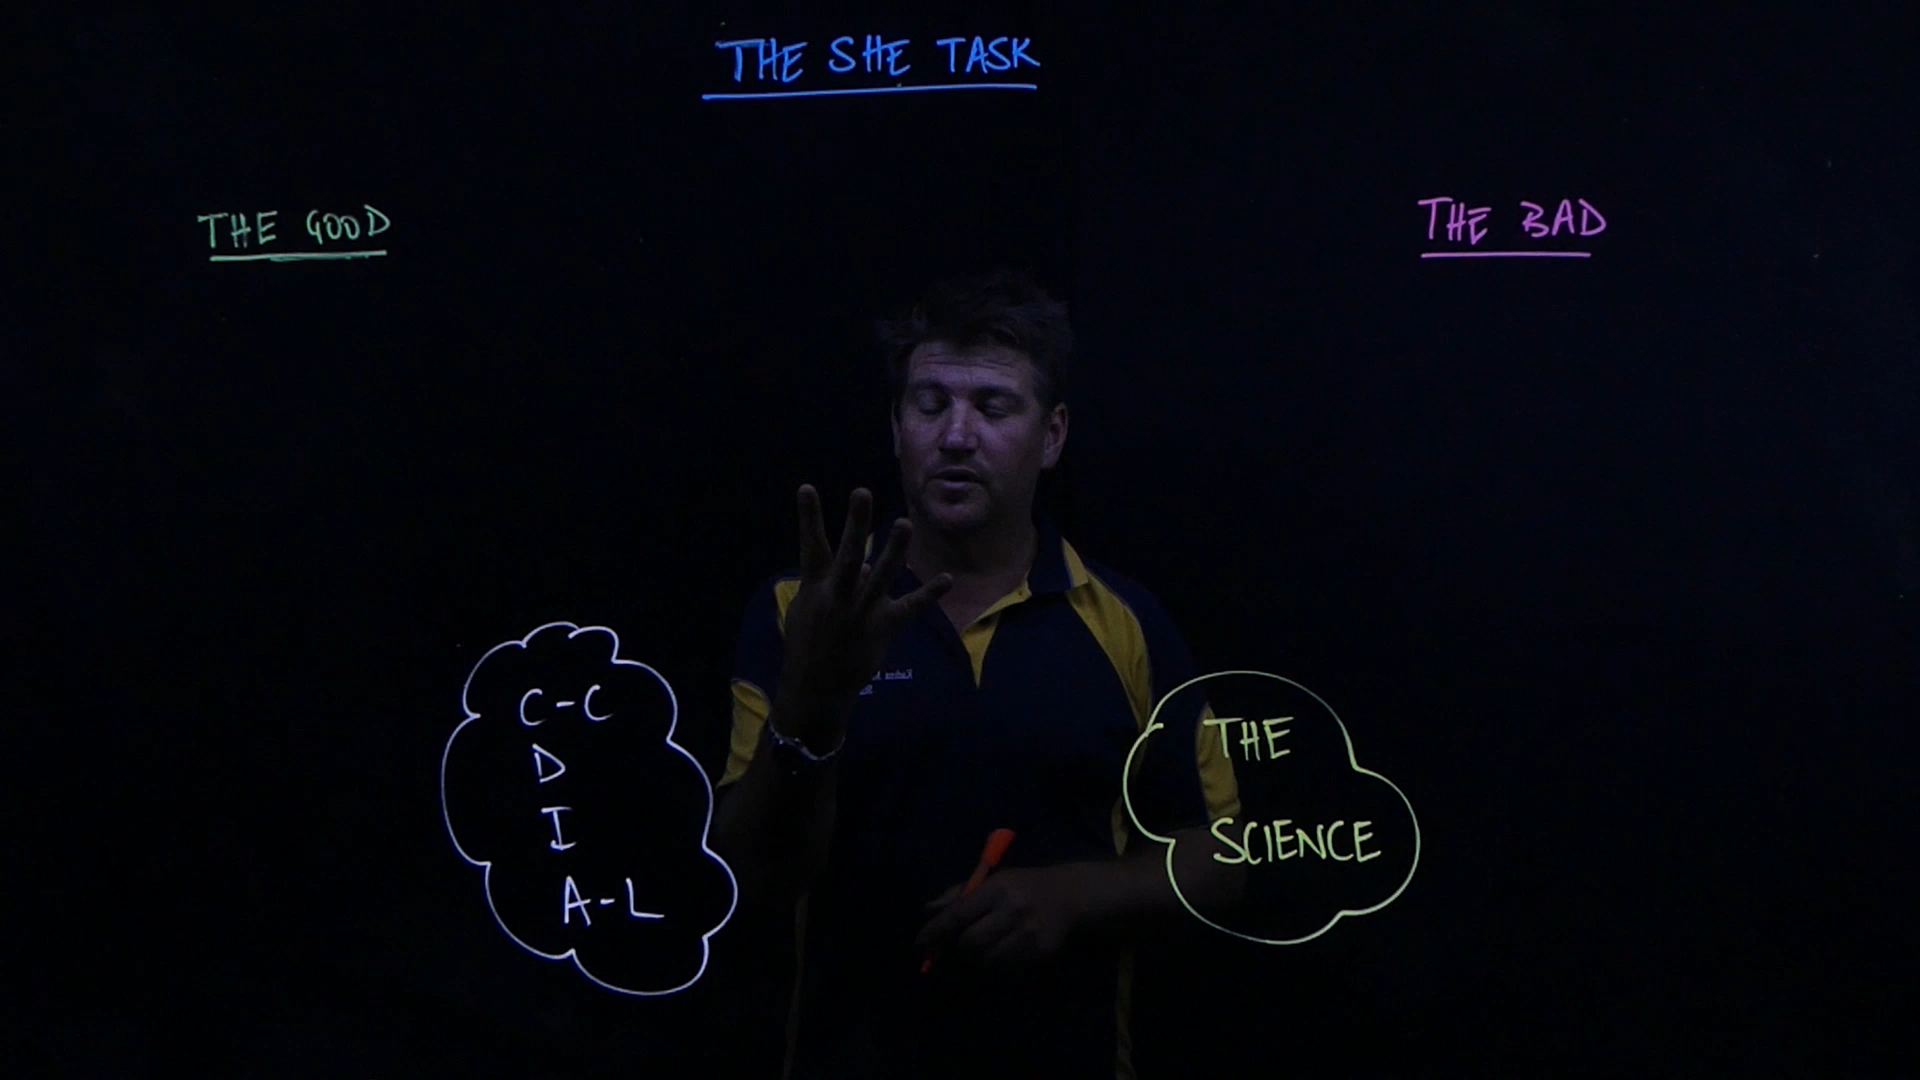 THE SHE TASK
THE GOOD
THE BAD
C-C
D
I
A-L
THE
SCIENCE